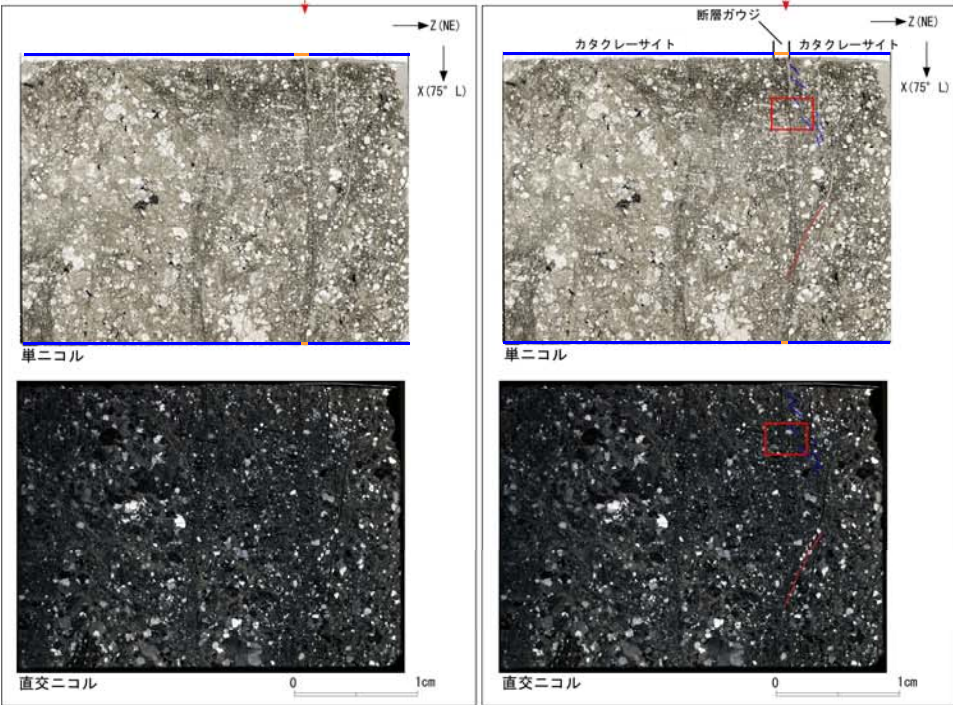 Z(NE)
X(75° L)
単ニコル
直交ニコル
0 1cm
断層ガウジ
Z(NE)
カタクレーサイト カタクレーサイト
X(75° L)
単ニコル
直交ニコル
0 1cm